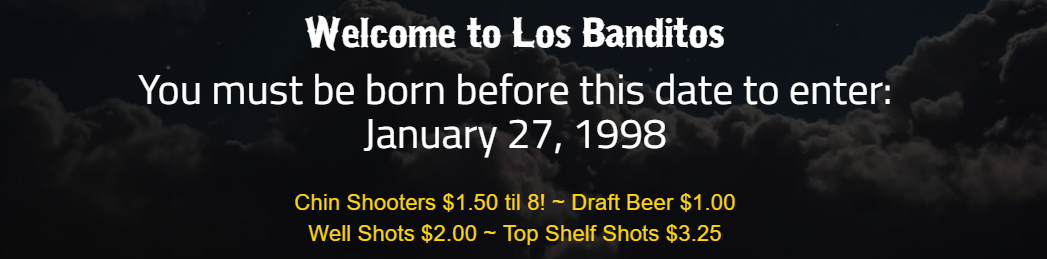 Welcome to Los Banditos
You must be born before this date to enter:
January 27, 1998
Chin Shooters $1.50 til 8! ~ Draft Beer $1.00
Well Shots $2.00 ~ Top Shelf Shots $3.25